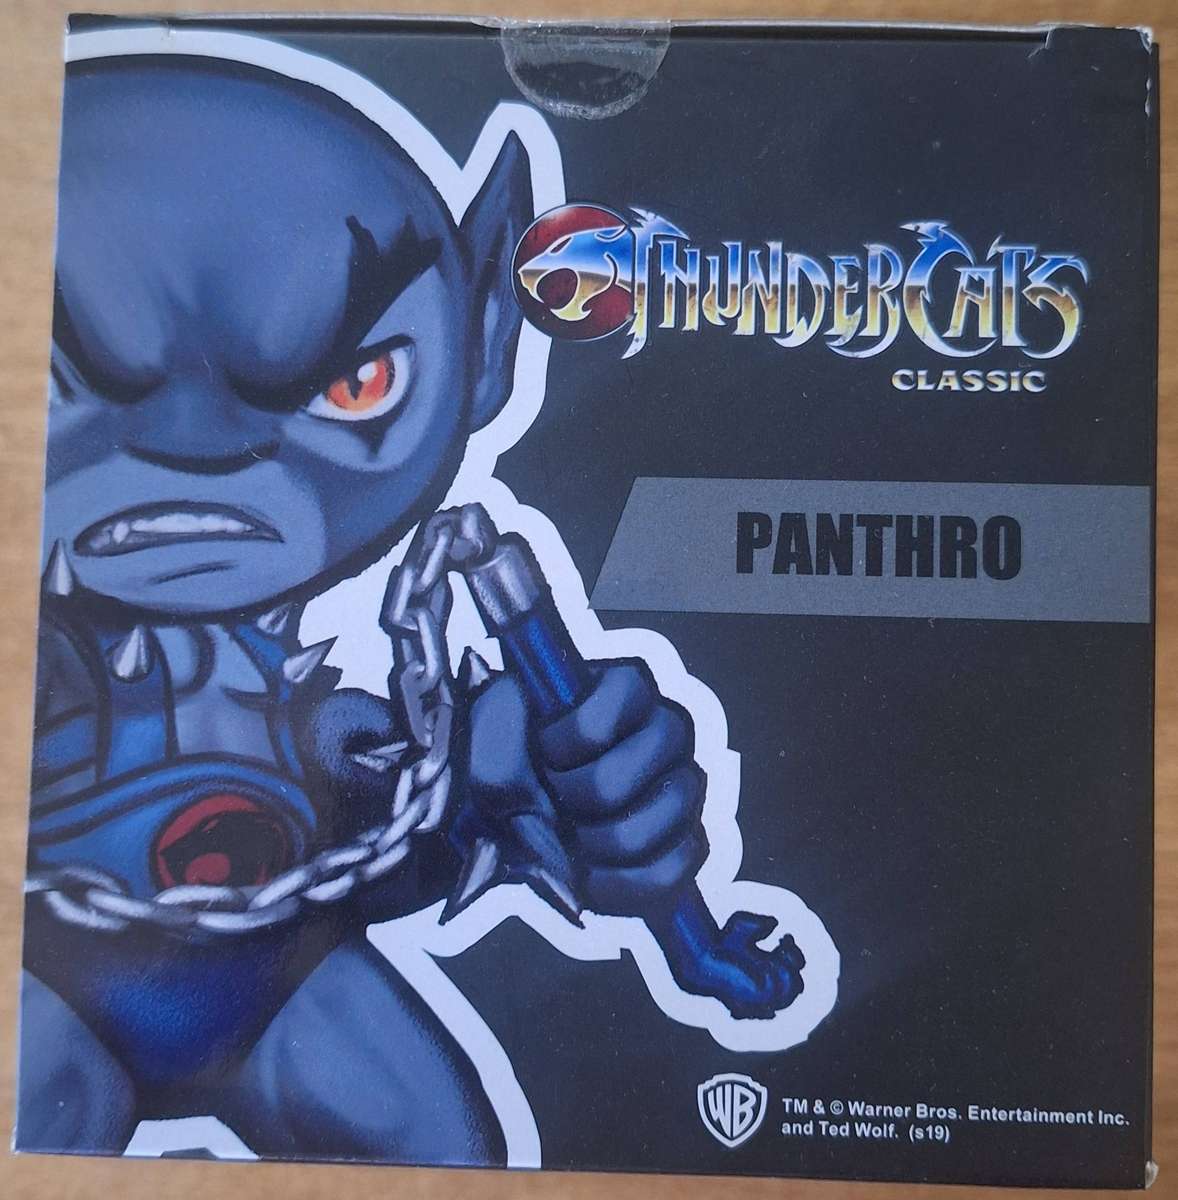 THUNDERCATS
CLASSIC
PANTHRO
WB
TM & © Warner Bros. Entertainment Inc.
and Ted Wolf. (s19)